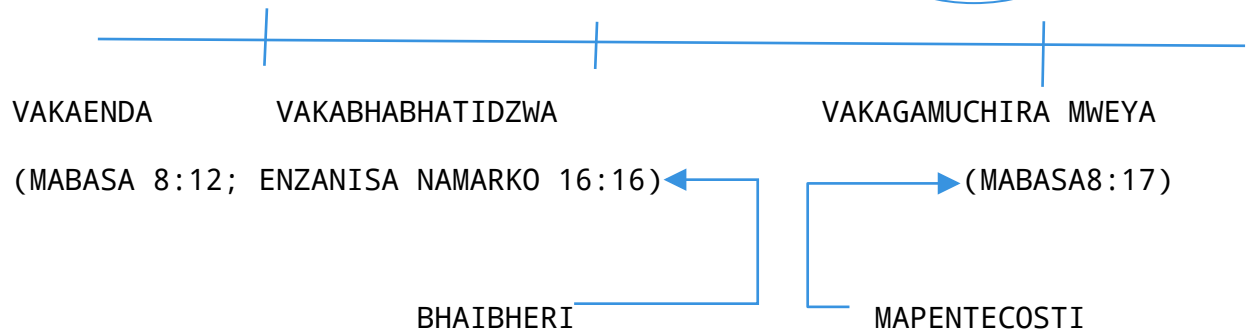 VAKAENDA VAKABHABHATIDZWA VAKAGAMUCHIRA MWEYA
(MABASA 8:12; ENZANISA NAMARKO 16:16) (MABASA8:17)
BHAIBHERI MAPENTECOSTI